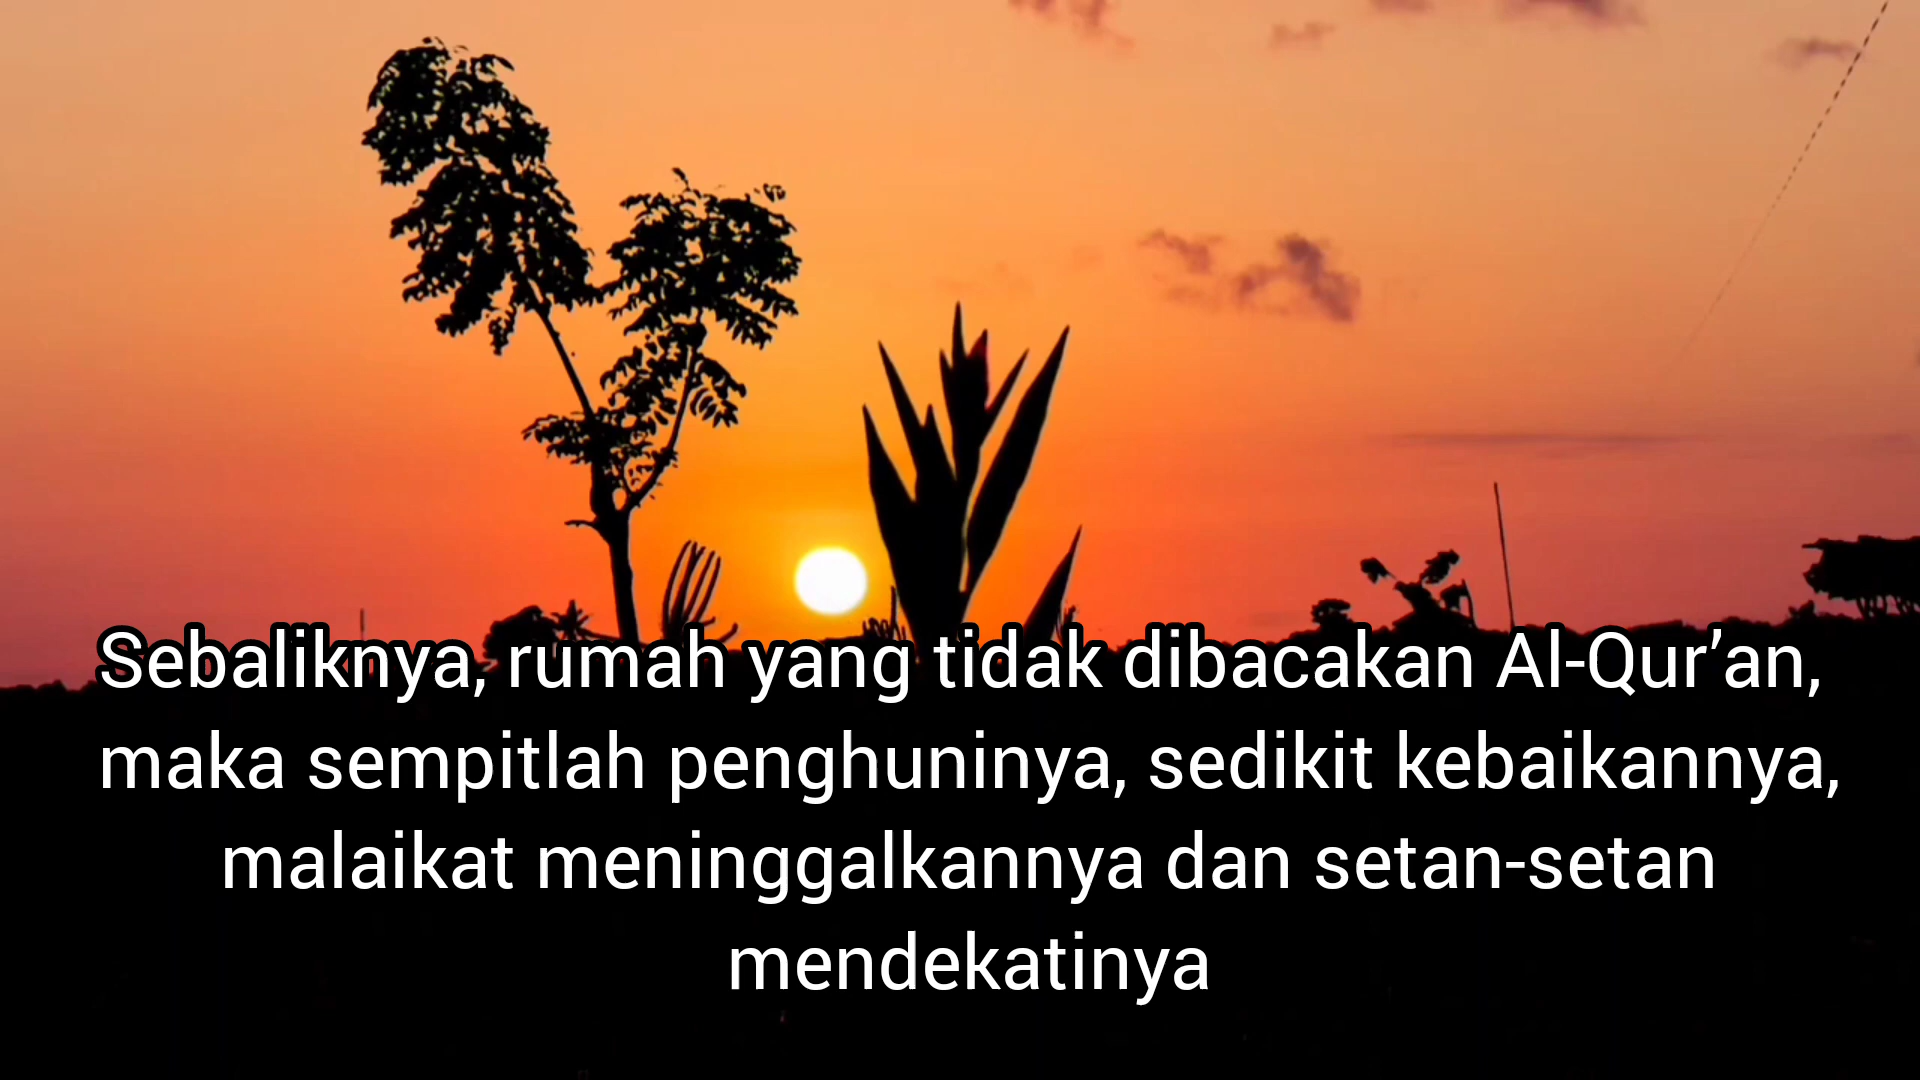 Sebaliknya, rumah yang tidak dibacakan Al-Qur’an,
maka sempitlah penghuninya, sedikit kebaikannya,
malaikat meninggalkannya dan setan-setan
mendekatinya